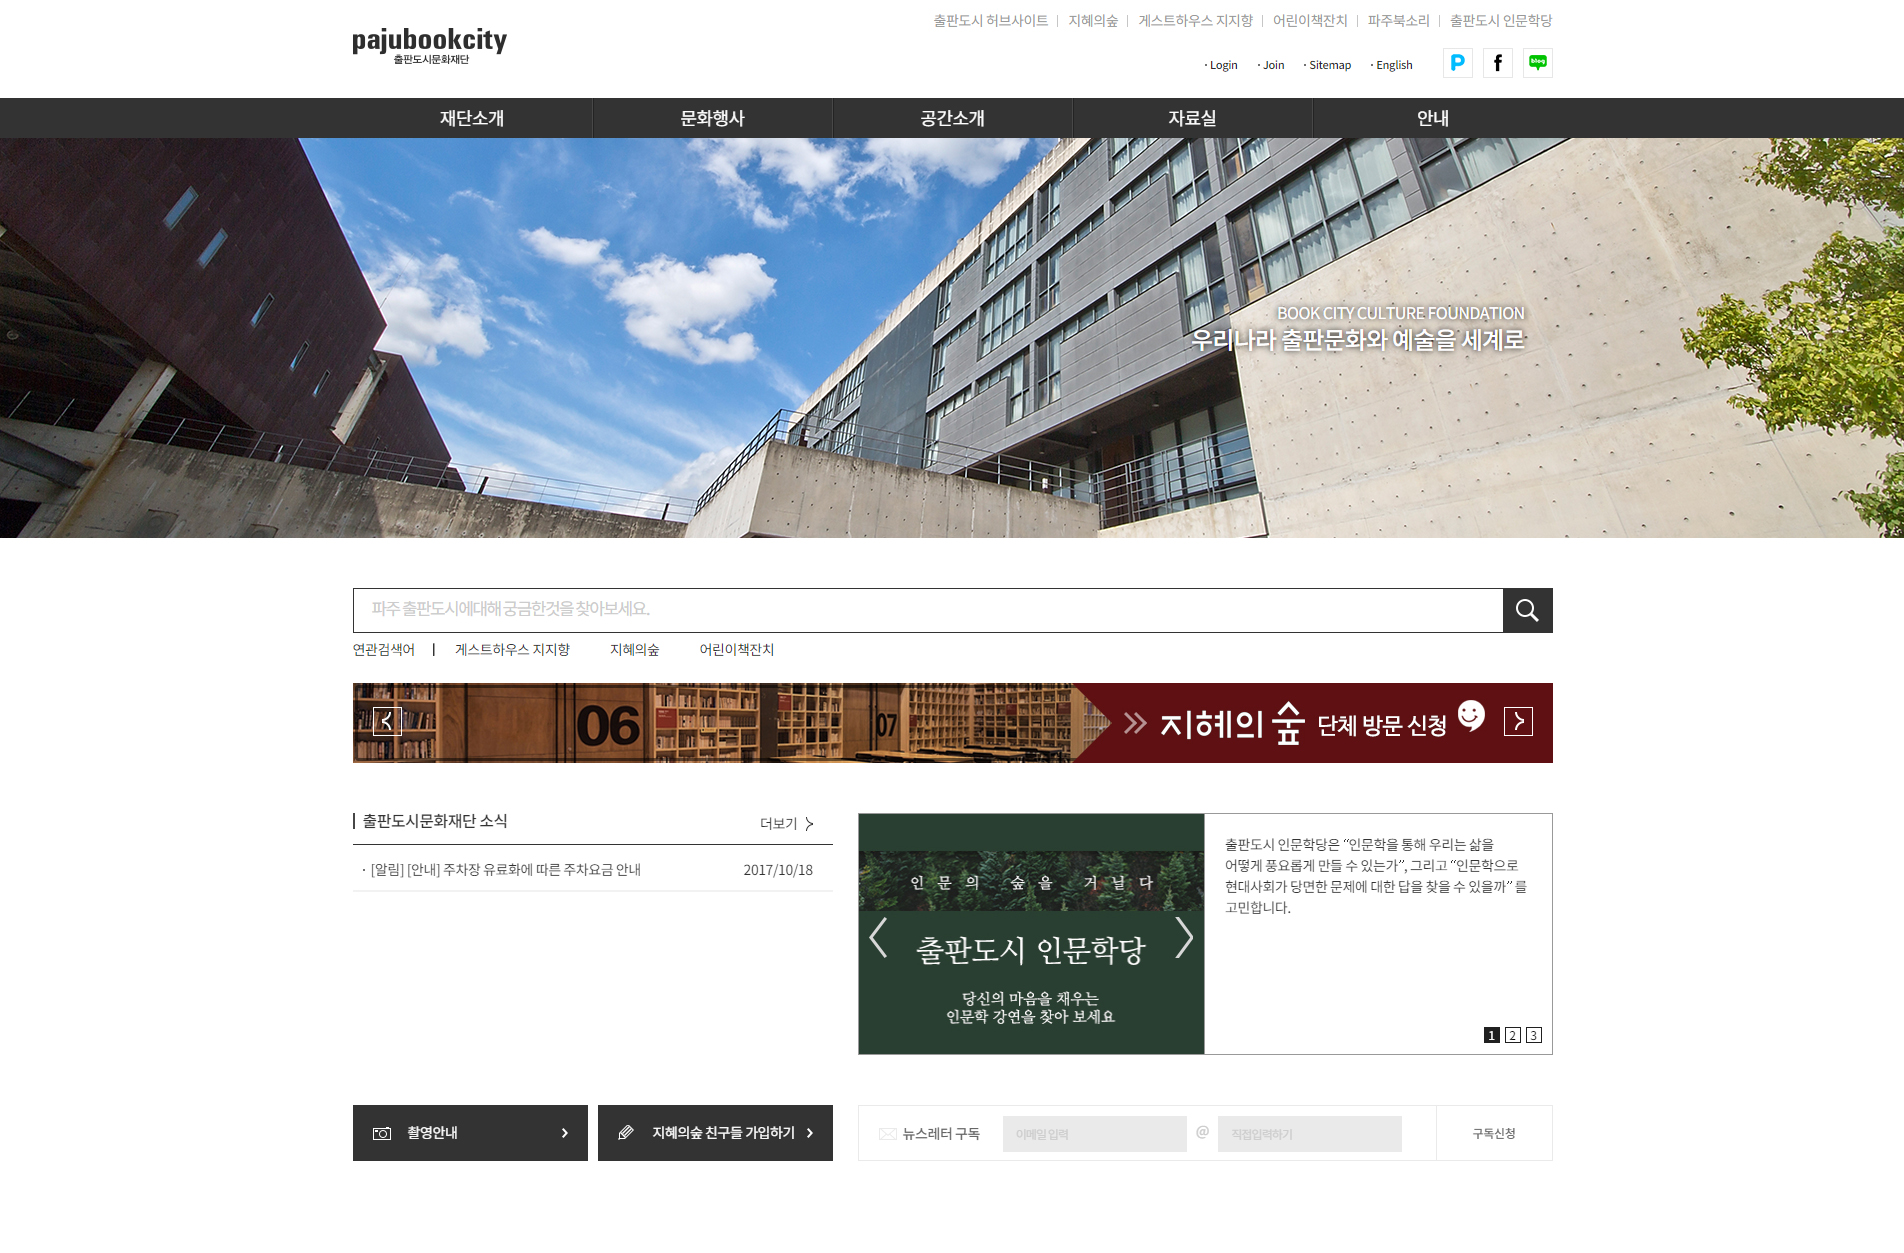 출판도시 허브사이트 | 지혜의숲 | 게스트하우스 지지향 | 어린이책잔치 | 파주북소리 | 출판도시 인문학당
pajubookcity
출판도시문화재단
· Login · Join · Sitemap · English
P f blog
재단소개 문화행사 공간소개 자료실 안내
BOOK CITY CULTURE FOUNDATION
우리나라 출판문화와 예술을 세계로
파주 출판도시에대해 궁금한것을 찾아보세요.
연관검색어 | 게스트하우스 지지향 지혜의숲 어린이책잔치
06 07 지혜의 숲 단체 방문 신청
출판도시문화재단 소식 더보기
· [알림] [안내] 주차장 유료화에 따른 주차요금 안내 2017/10/18
인문의 숲을 거닐다
출판도시 인문학당
당신의 마음을 채우는
인문학 강연을 찾아 보세요
출판도시 인문학당은 “인문학을 통해 우리는 삶을
어떻게 풍요롭게 만들 수 있는가”, 그리고 “인문학으로
현대사회가 당면한 문제에 대한 답을 찾을 수 있을까” 를
고민합니다.
1 2 3
촬영안내
지혜의숲 친구들 가입하기
뉴스레터 구독 이메일 입력 @ 직접입력하기 구독신청